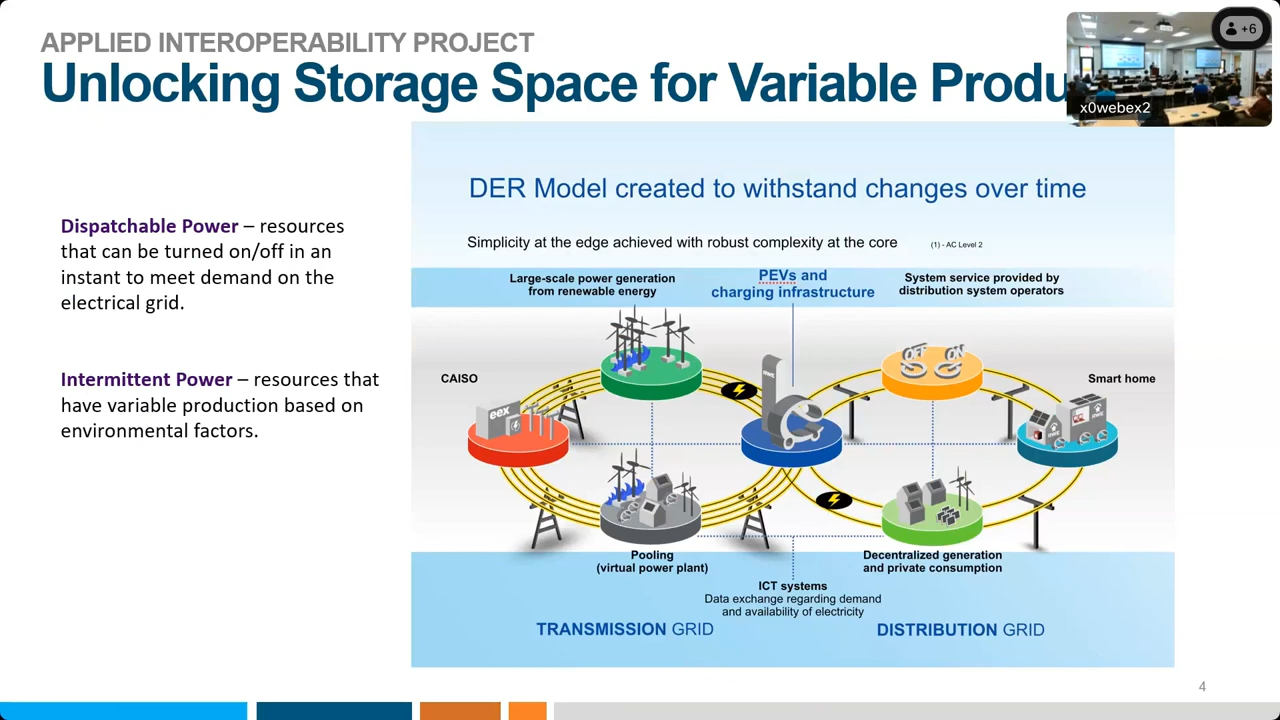 APPLIED INTEROPERABILITY PROJECT
Unlocking Storage Space for Variable Produ
+6
x0webex2
Dispatchable Power – resources
that can be turned on/off in an
instant to meet demand on the
electrical grid.
Intermittent Power – resources that
have variable production based on
environmental factors.
DER Model created to withstand changes over time
Simplicity at the edge achieved with robust complexity at the core
(1) - AC Level 2
Large-scale power generation
from renewable energy
PEVs and
charging infrastructure
System service provided by
distribution system operators
CAISO
Smart home
OFF ON
eex
RWE
RWE
RWE
Pooling
(virtual power plant)
Decentralized generation
and private consumption
ICT systems
Data exchange regarding demand
and availability of electricity
TRANSMISSION GRID
DISTRIBUTION GRID
4